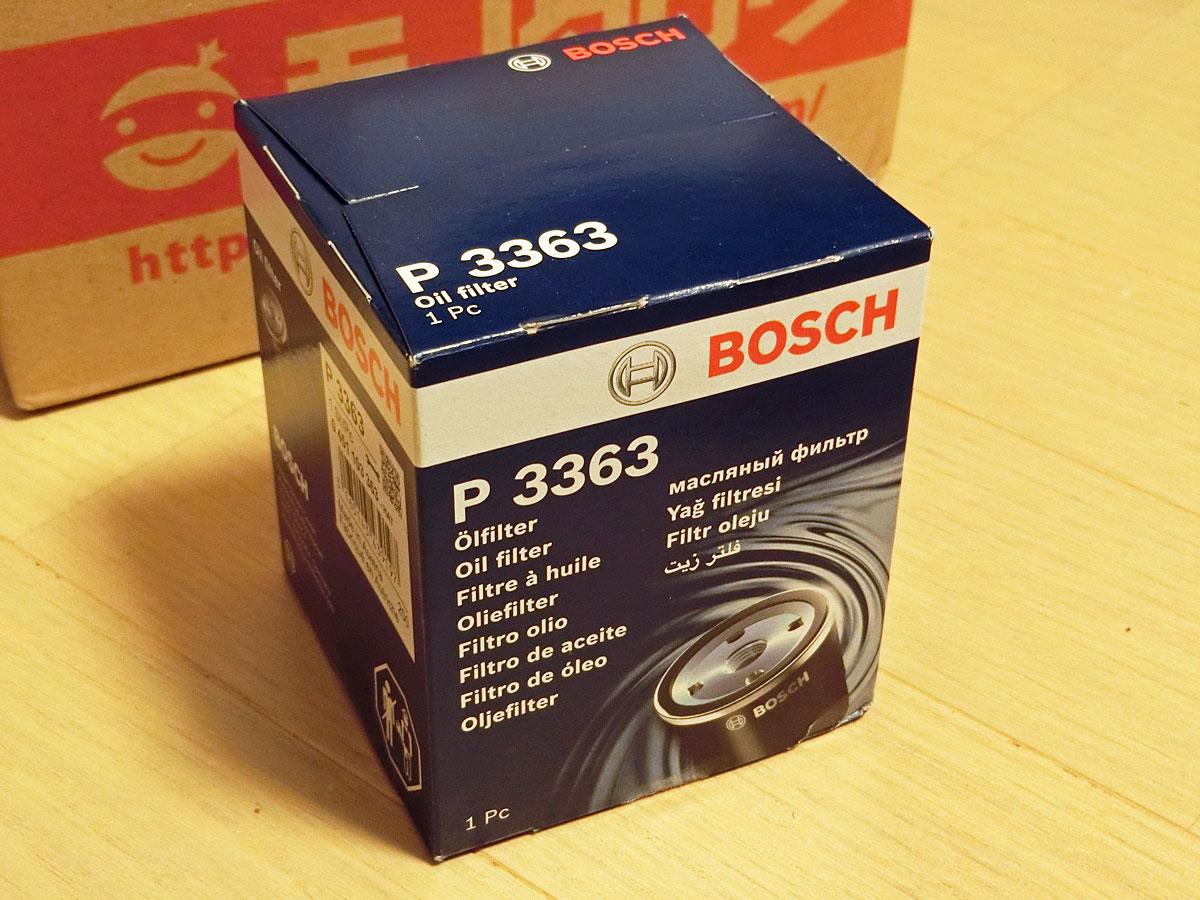 http
m/
BOSCH
P 3363
Oil filter
1 Pc
BOSCH
P 3363
Ölfilter
Oil filter
Filtre à huile
Oliefilter
Filtro olio
Filtro de aceite
Filtro de óleo
Oljefilter
масляный фильтр
Yağ filtresi
Filtr oleju
فلتر زيت
BOSCH
1 Pc
Oil filter
BOSCH
P 3363
BOSCH